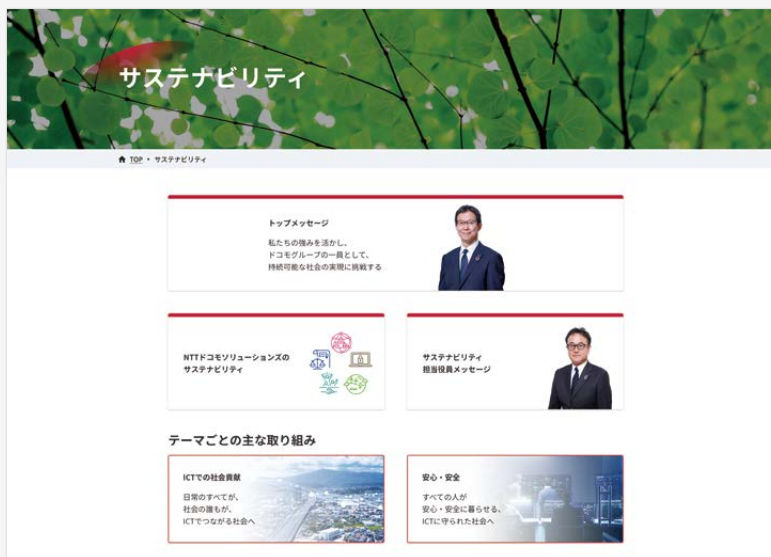 サステナビリティ
TOP • サステナビリティ
トップメッセージ
私たちの強みを活かし、
ドコモグループの一員として、
持続可能な社会の実現に挑戦する
NTTドコモソリューションズの
サステナビリティ
サステナビリティ
担当役員メッセージ
テーマごとの主な取り組み
ICTでの社会貢献
日常のすべてが、
社会の誰もが、
ICTでつながる社会へ
安心・安全
すべての人が
安心・安全に暮らせる、
ICTに守られた社会へ